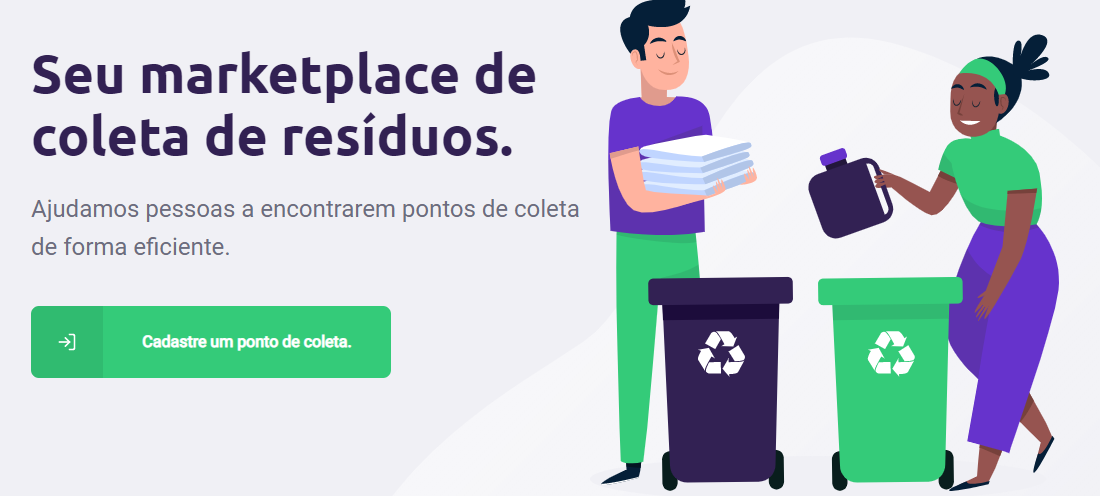 Seu marketplace de
coleta de resíduos.
Ajudamos pessoas a encontrarem pontos de coleta
de forma eficiente.
Cadastre um ponto de coleta.